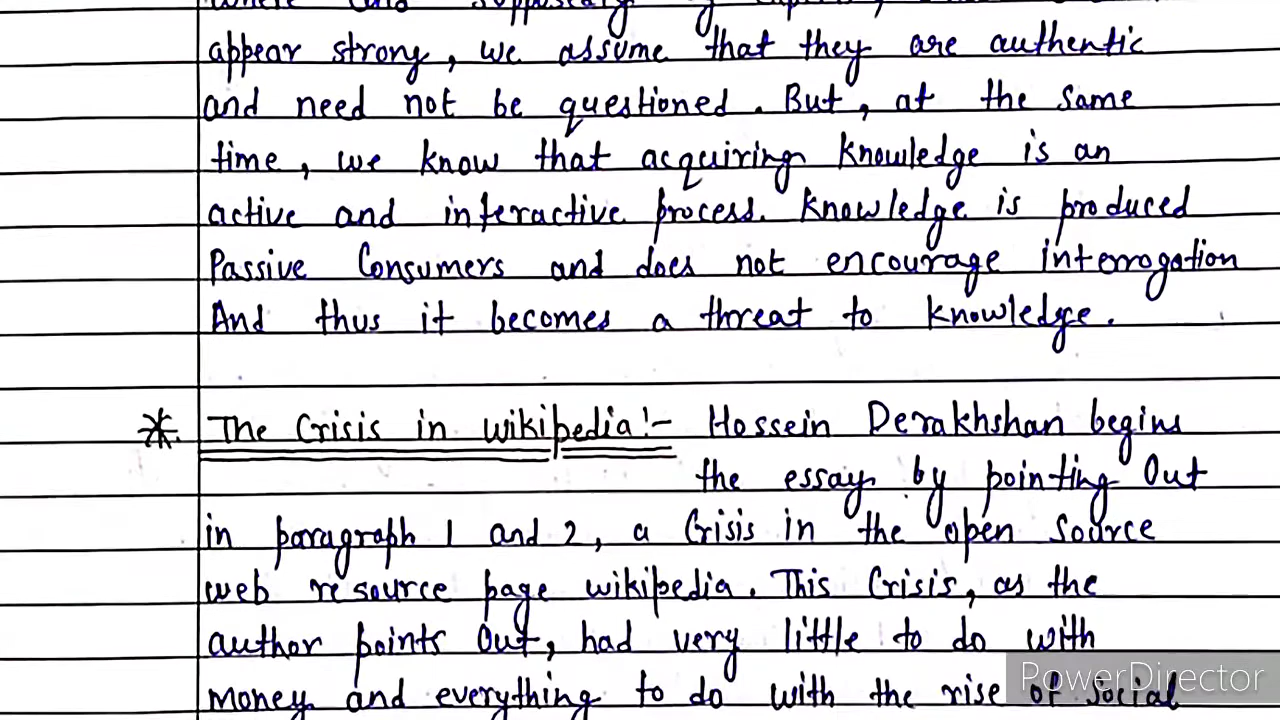 appear strong, we assume that they are authentic
and need not be questioned. But, at the same
time, we know that acquiring knowledge is an
active and interactive process. Knowledge is produced
Passive Consumers and does not encourage interrogation
And thus it becomes a threat to knowledge.
* The Crisis in wikipedia!- Hossein Derakhshan begins
the essay by pointing Out
in paragraph 1 and 2, a Crisis in the open source
web resource page wikipedia. This Crisis, as the
author points Out, had very little to do with
money and everything to do with the rise of social
PowerDirector